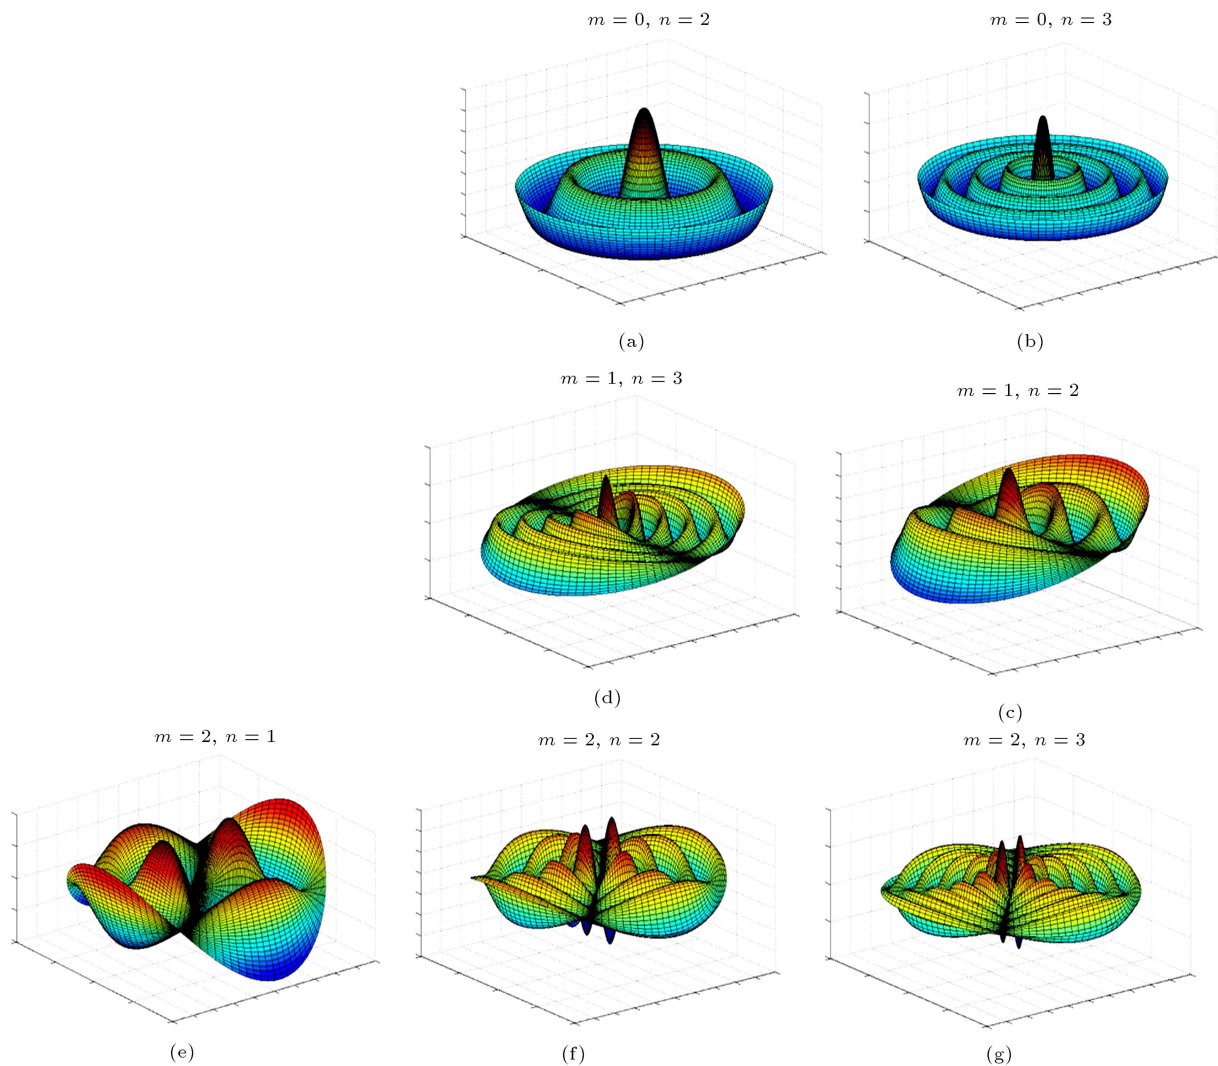 m = 0, n = 2
m = 0, n = 3
(a)
(b)
m = 1, n = 3
m = 1, n = 2
(d)
(c)
m = 2, n = 1
m = 2, n = 2
m = 2, n = 3
(e)
(f)
(g)